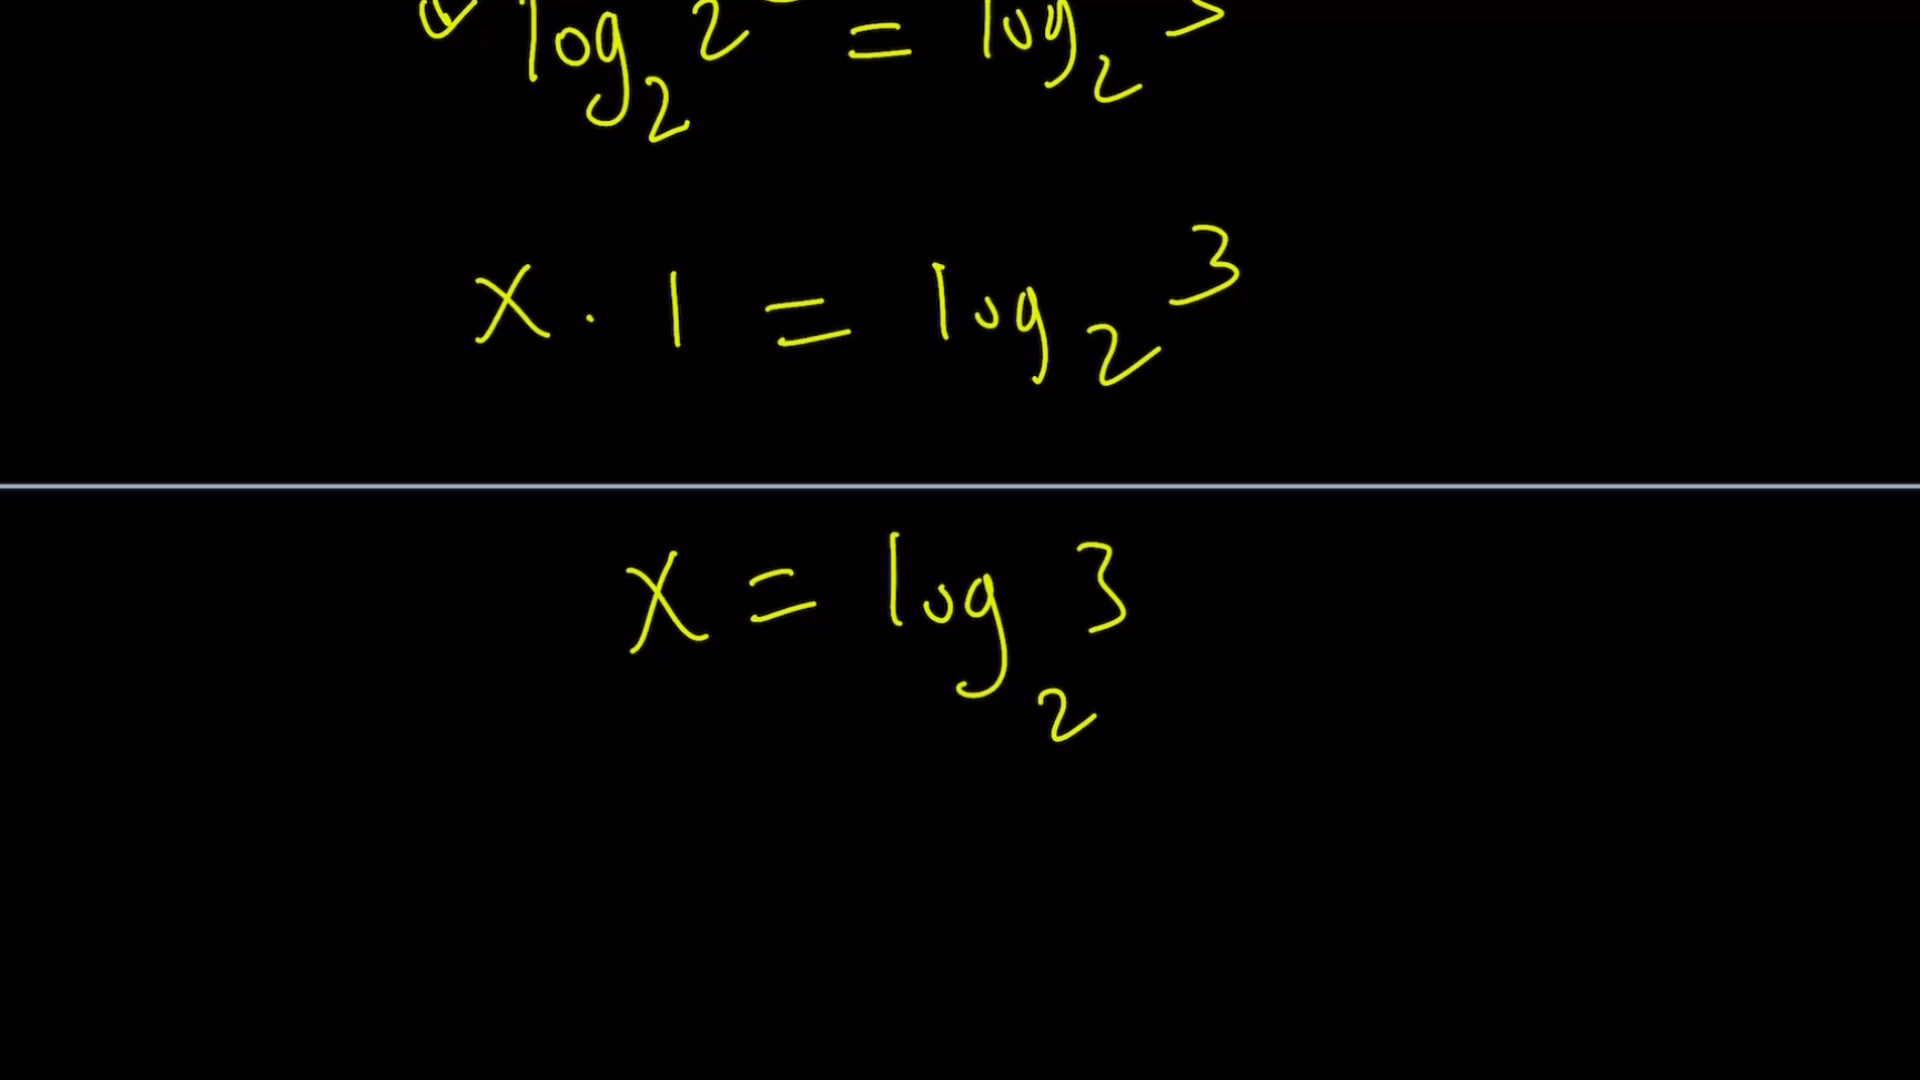 log₂ 2 = log₂ 3
x · 1 = log₂ 3
x = log₂ 3